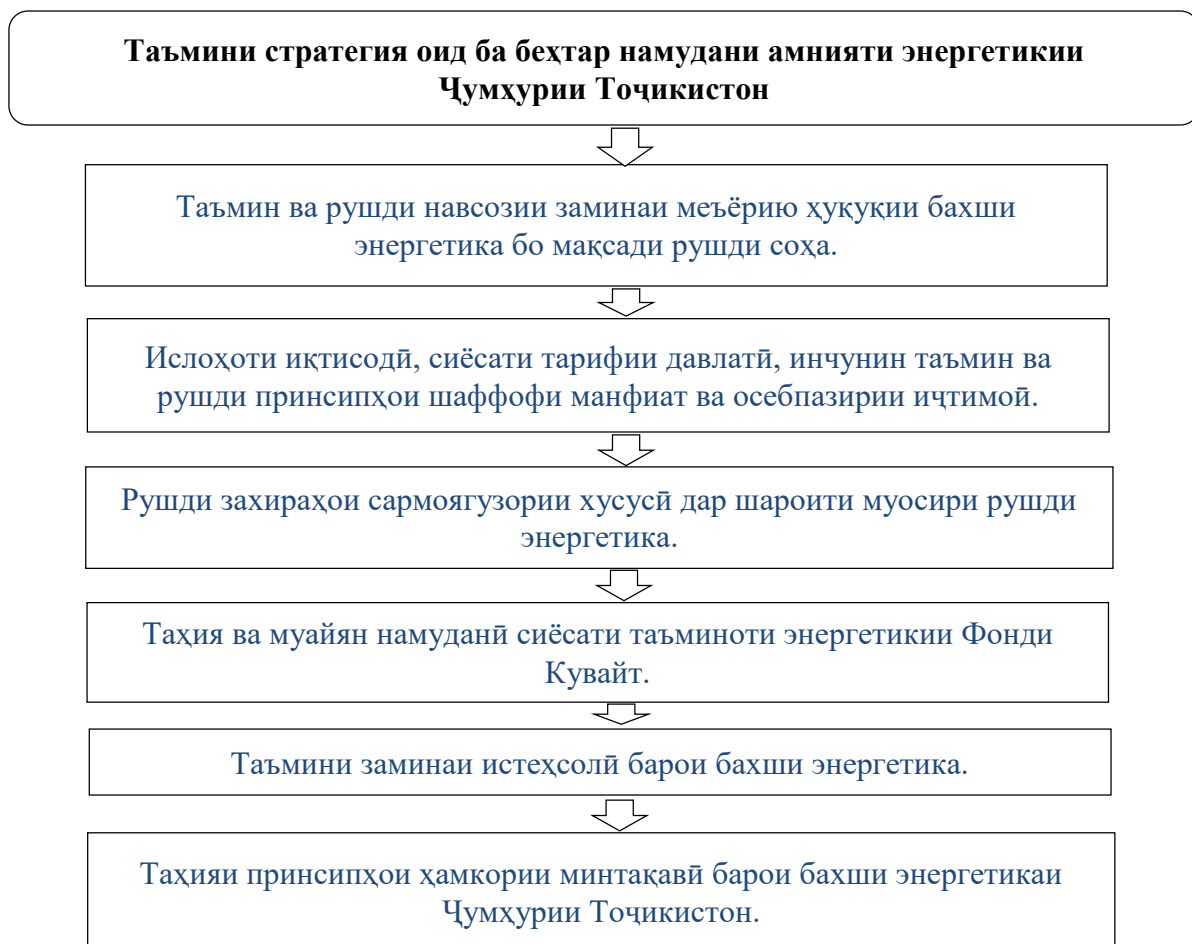 Таъмини стратегия оид ба беҳтар намудани амнияти энергетикии
Ҷумҳурии Тоҷикистон
Таъмин ва рушди навсозии заминаи меъёрию ҳуқуқии бахши
энергетика бо мақсади рушди соҳа.
Ислоҳоти иқтисодӣ, сиёсати тарифии давлатӣ, инчунин таъмин ва
рушди принсипҳои шаффофи манфиат ва осебпазирии иҷтимоӣ.
Рушди захираҳои сармоягузории хусусӣ дар шароити муосири рушди
энергетика.
Таҳия ва муайян намуданӣ сиёсати таъминоти энергетикии Фонди
Кувайт.
Таъмини заминаи истеҳсолӣ барои бахши энергетика.
Таҳияи принсипҳои ҳамкории минтақавӣ барои бахши энергетикаи
Ҷумҳурии Тоҷикистон.